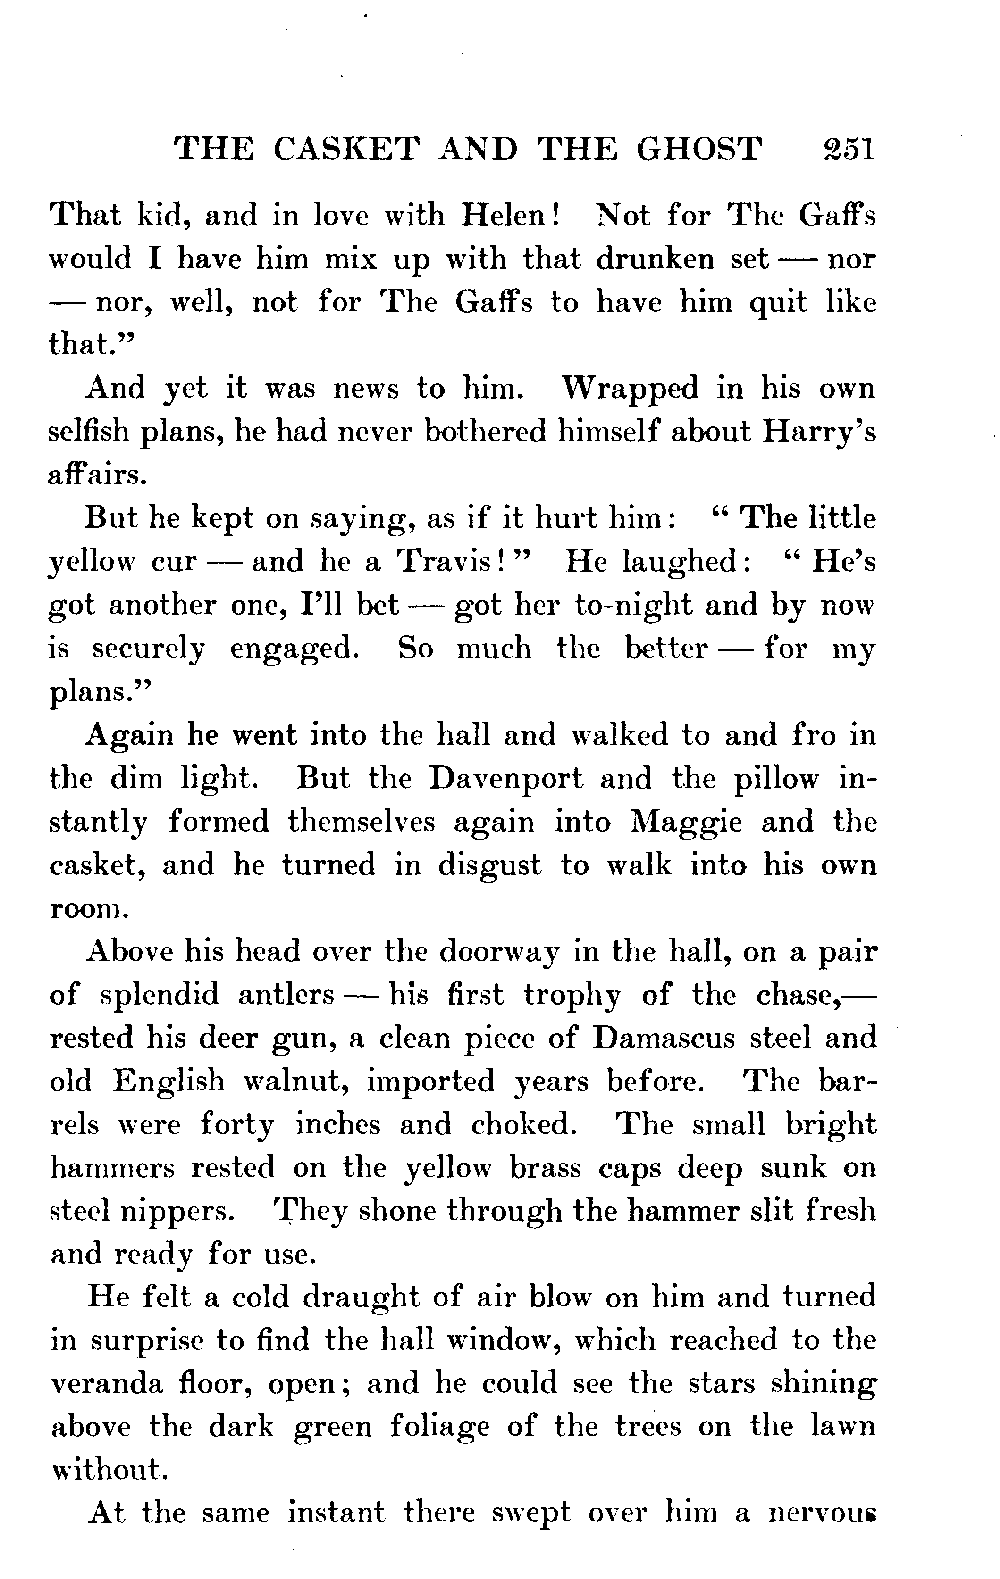 THE CASKET AND THE GHOST 251
That kid, and in love with Helen! Not for The Gaffs
would I have him mix up with that drunken set — nor
— nor, well, not for The Gaffs to have him quit like
that."
And yet it was news to him. Wrapped in his own
selfish plans, he had never bothered himself about Harry's
affairs.
But he kept on saying, as if it hurt him: " The little
yellow cur — and he a Travis! " He laughed: " He's
got another one, I'll bet — got her to-night and by now
is securely engaged. So much the better — for my
plans."
Again he went into the hall and walked to and fro in
the dim light. But the Davenport and the pillow in-
stantly formed themselves again into Maggie and the
casket, and he turned in disgust to walk into his own
room.
Above his head over the doorway in the hall, on a pair
of splendid antlers — his first trophy of the chase,—
rested his deer gun, a clean piece of Damascus steel and
old English walnut, imported years before. The bar-
rels were forty inches and choked. The small bright
hammers rested on the yellow brass caps deep sunk on
steel nippers. They shone through the hammer slit fresh
and ready for use.
He felt a cold draught of air blow on him and turned
in surprise to find the hall window, which reached to the
veranda floor, open; and he could see the stars shining
above the dark green foliage of the trees on the lawn
without.
At the same instant there swept over him a nervous